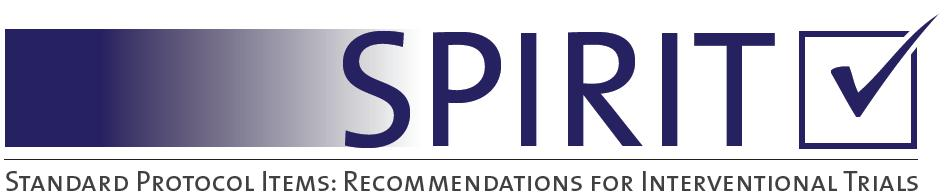 SPIRIT
STANDARD PROTOCOL ITEMS: RECOMMENDATIONS FOR INTERVENTIONAL TRIALS